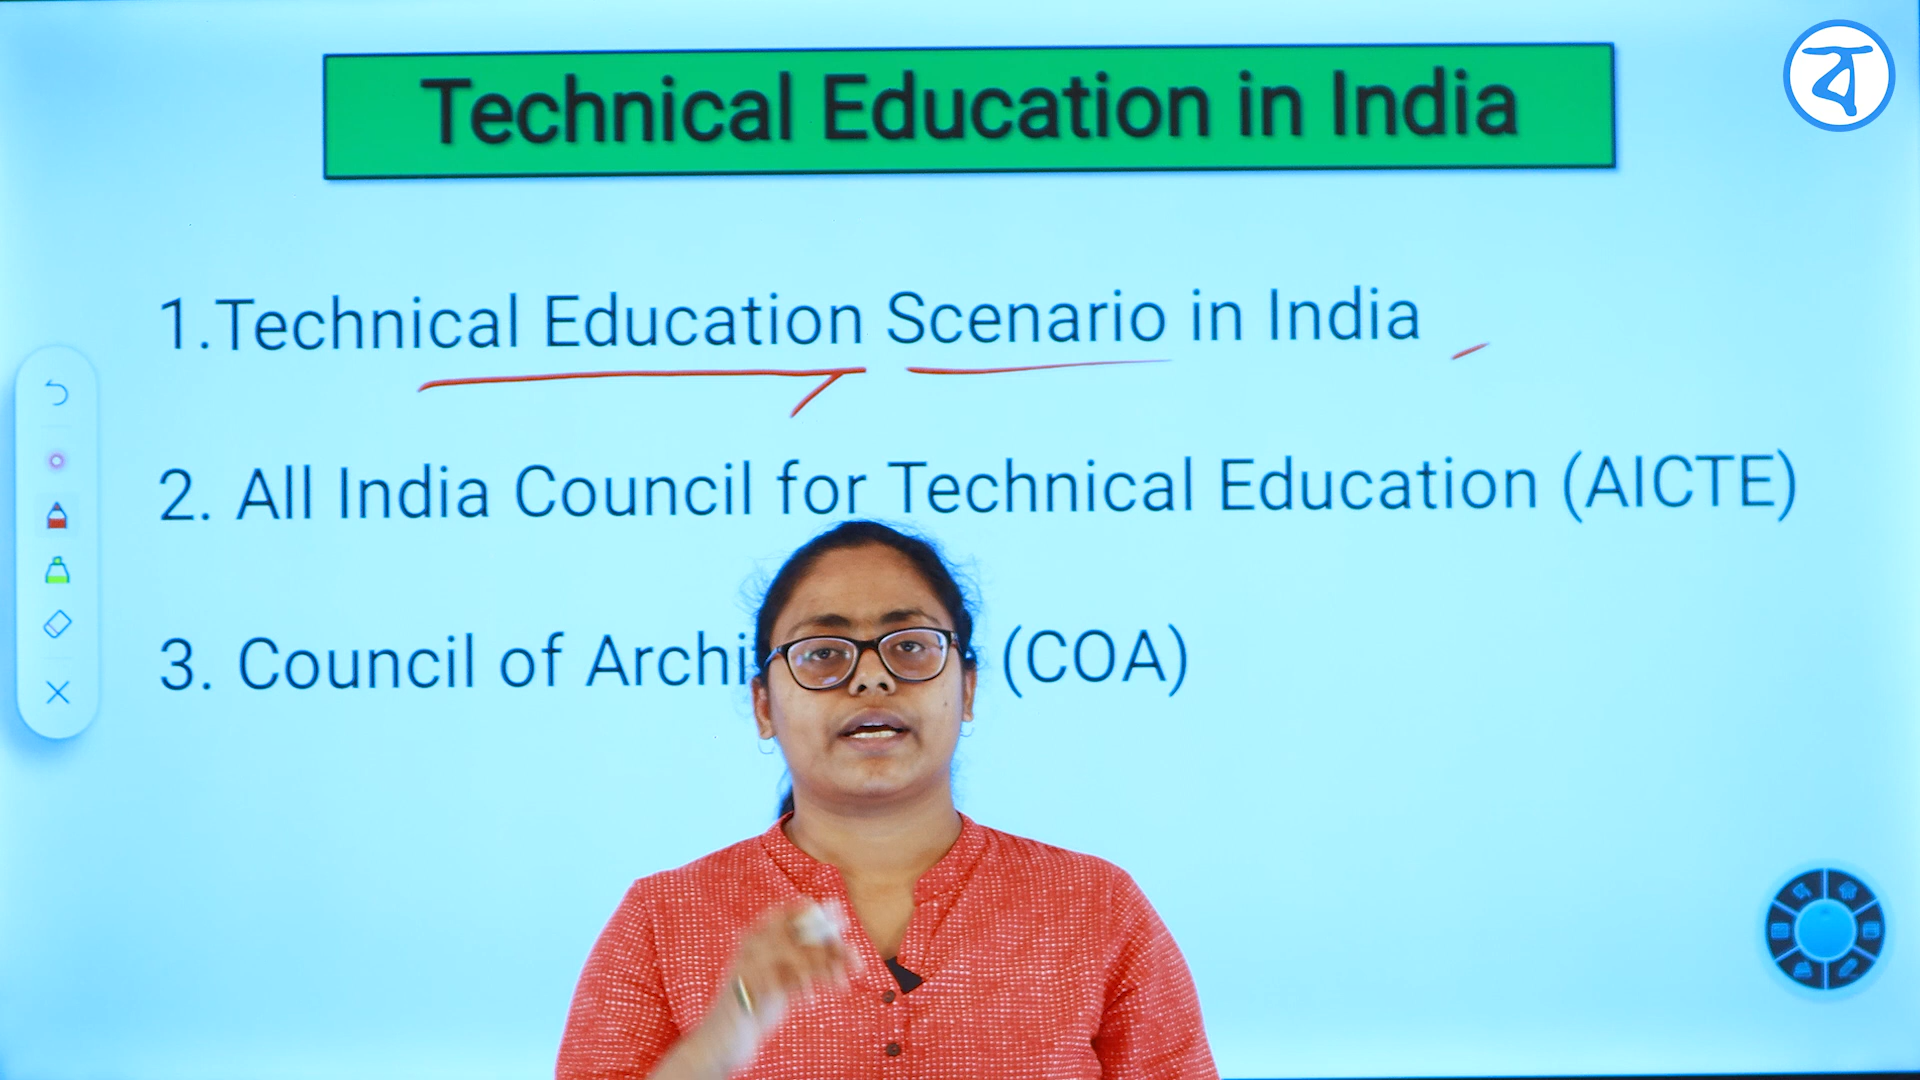 ব
Technical Education in India
1.Technical Education Scenario in India
2. All India Council for Technical Education (AICTE)
3. Council of (COA)